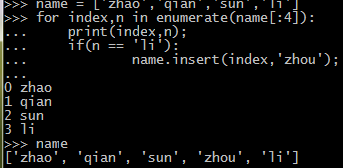 >>> name = ['zhao','qian','sun','li']
>>> for index,n in enumerate(name[:4]):
...     print(index,n);
...     if(n == 'li'):
...             name.insert(index,'zhou');
...
0 zhao
1 qian
2 sun
3 li
>>> name
['zhao', 'qian', 'sun', 'zhou', 'li']